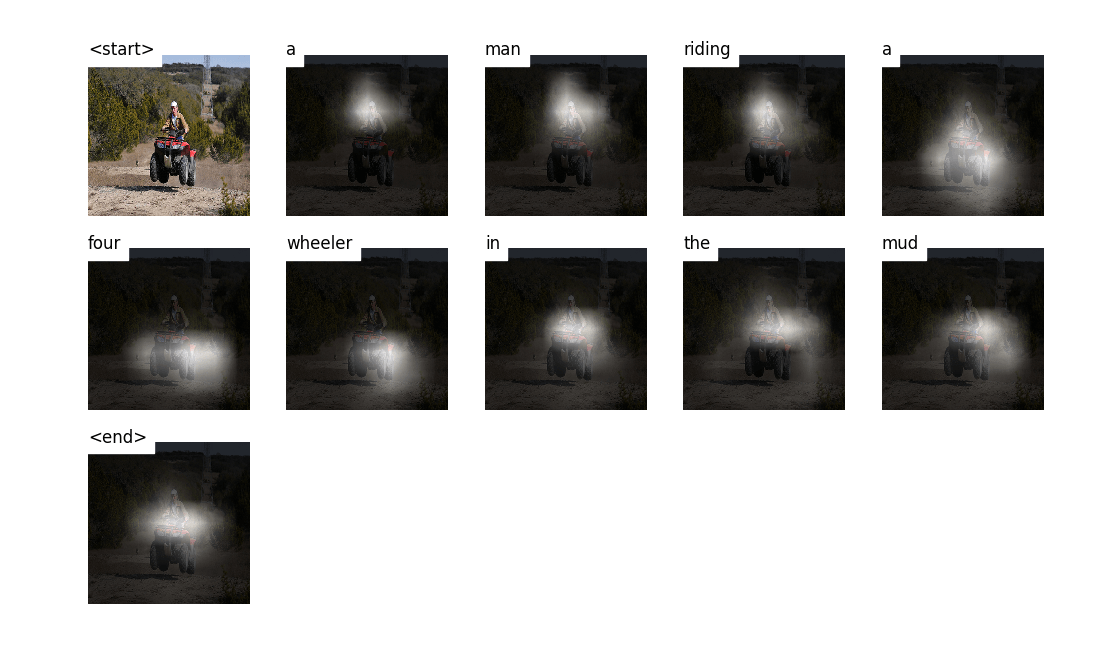 <start> a man riding a
four wheeler in the mud
<end>